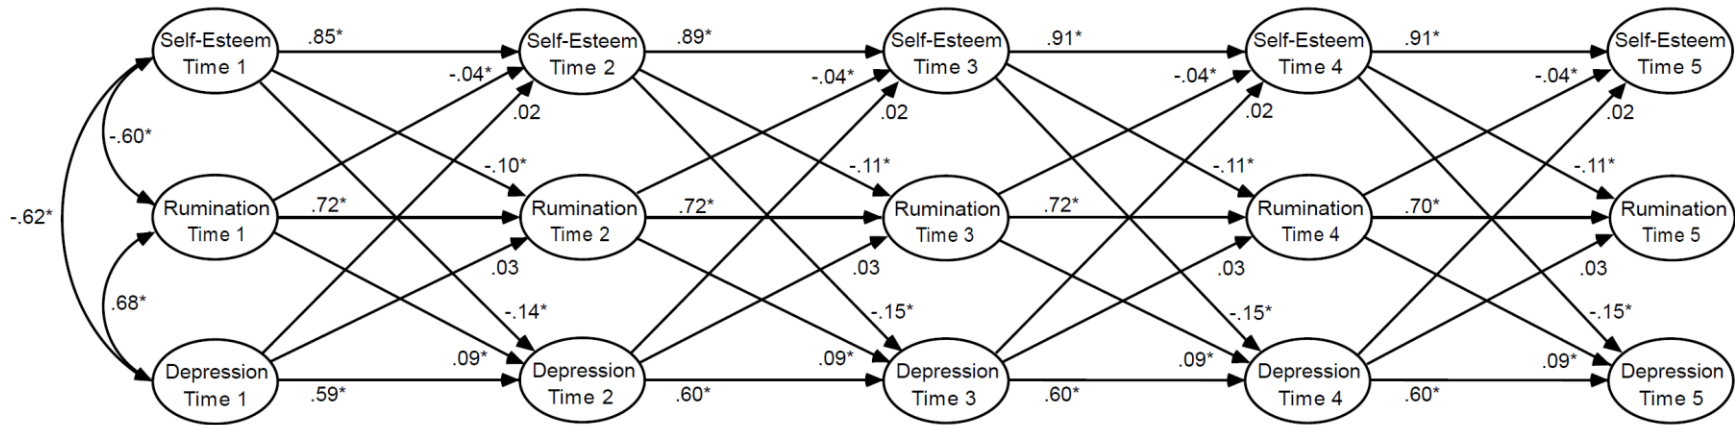 Self-Esteem
Time 1
.85*
Self-Esteem
Time 2
.89*
Self-Esteem
Time 3
.91*
Self-Esteem
Time 4
.91*
Self-Esteem
Time 5
-.04*
-.04*
-.04*
-.04*
.02
.02
.02
.02
-.60*
-.10*
-.11*
-.11*
-.11*
-.62*
Rumination
Time 1
.72*
Rumination
Time 2
.72*
Rumination
Time 3
.72*
Rumination
Time 4
.70*
Rumination
Time 5
.03
.03
.03
.03
.68*
-.14*
-.15*
-.15*
-.15*
.09*
.09*
.09*
.09*
Depression
Time 1
.59*
Depression
Time 2
.60*
Depression
Time 3
.60*
Depression
Time 4
.60*
Depression
Time 5